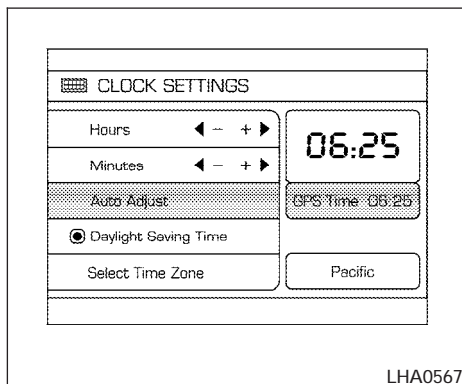 CLOCK SETTINGS
Hours - +
06:25
Minutes - +
Auto Adjust
GPS Time 06:25
Daylight Saving Time
Select Time Zone
Pacific
LHA0567